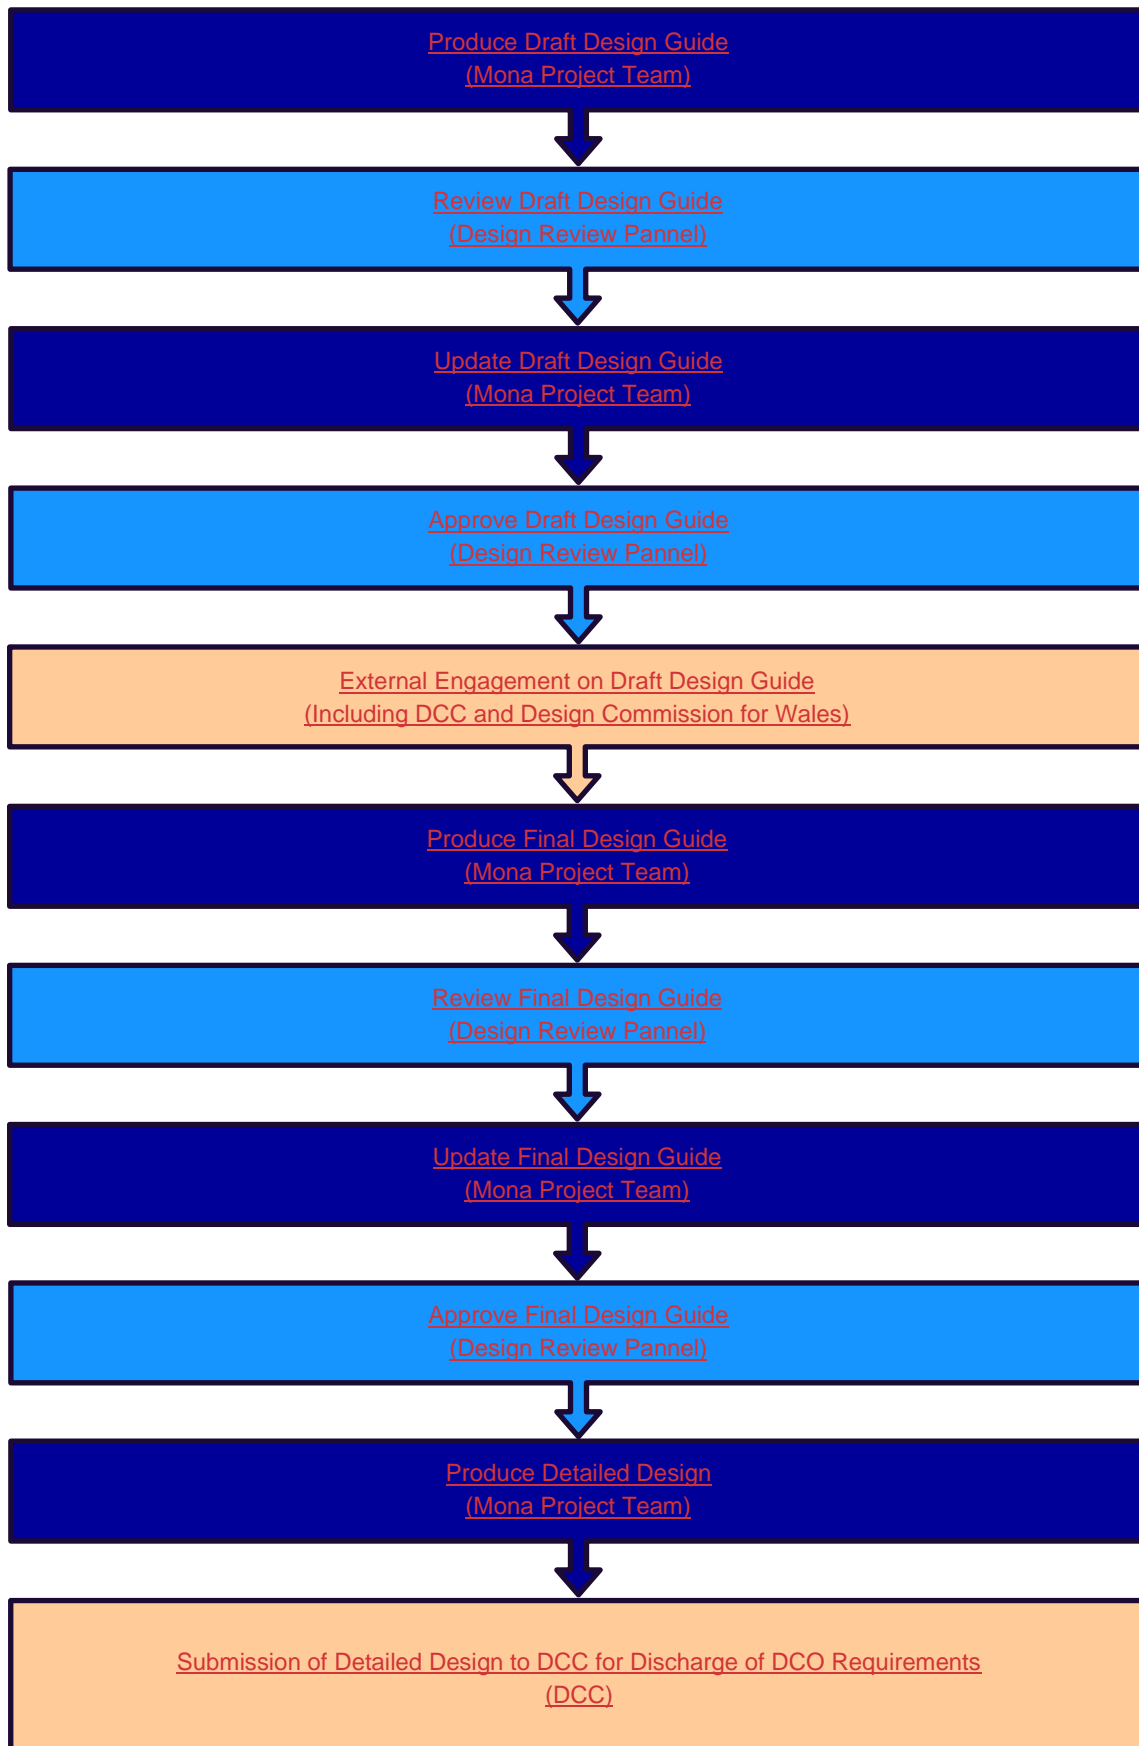 Produce Draft Design Guide
(Mona Project Team)
Review Draft Design Guide
(Design Review Pannel)
Update Draft Design Guide
(Mona Project Team)
Approve Draft Design Guide
(Design Review Pannel)
External Engagement on Draft Design Guide
(Including DCC and Design Commission for Wales)
Produce Final Design Guide
(Mona Project Team)
Review Final Design Guide
(Design Review Pannel)
Update Final Design Guide
(Mona Project Team)
Approve Final Design Guide
(Design Review Pannel)
Produce Detailed Design
(Mona Project Team)
Submission of Detailed Design to DCC for Discharge of DCO Requirements
(DCC)